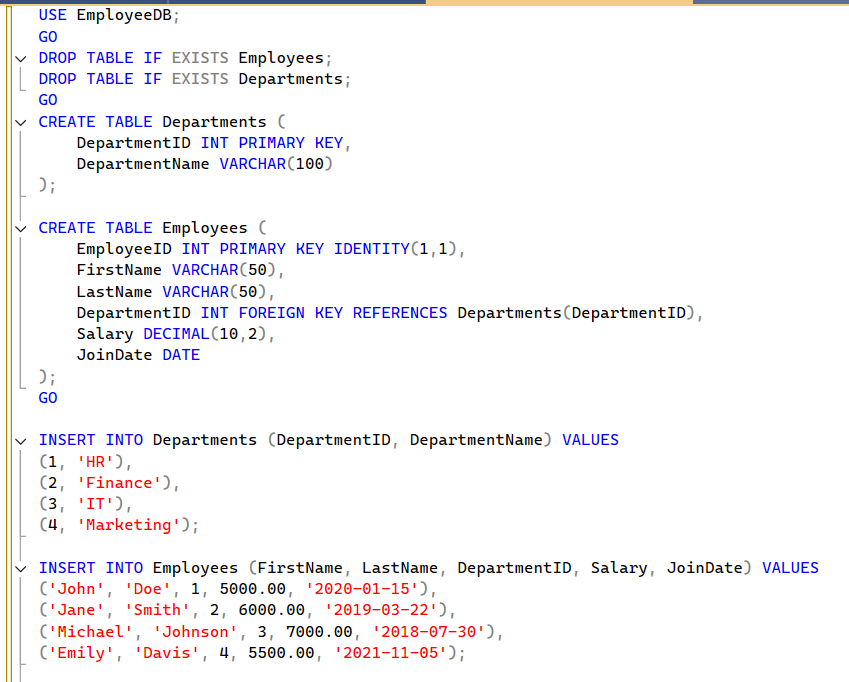 USE EmployeeDB;
GO
DROP TABLE IF EXISTS Employees;
DROP TABLE IF EXISTS Departments;
GO
CREATE TABLE Departments (
    DepartmentID INT PRIMARY KEY,
    DepartmentName VARCHAR(100)
);

CREATE TABLE Employees (
    EmployeeID INT PRIMARY KEY IDENTITY(1,1),
    FirstName VARCHAR(50),
    LastName VARCHAR(50),
    DepartmentID INT FOREIGN KEY REFERENCES Departments(DepartmentID),
    Salary DECIMAL(10,2),
    JoinDate DATE
);
GO

INSERT INTO Departments (DepartmentID, DepartmentName) VALUES
(1, 'HR'),
(2, 'Finance'),
(3, 'IT'),
(4, 'Marketing');

INSERT INTO Employees (FirstName, LastName, DepartmentID, Salary, JoinDate) VALUES
('John', 'Doe', 1, 5000.00, '2020-01-15'),
('Jane', 'Smith', 2, 6000.00, '2019-03-22'),
('Michael', 'Johnson', 3, 7000.00, '2018-07-30'),
('Emily', 'Davis', 4, 5500.00, '2021-11-05');